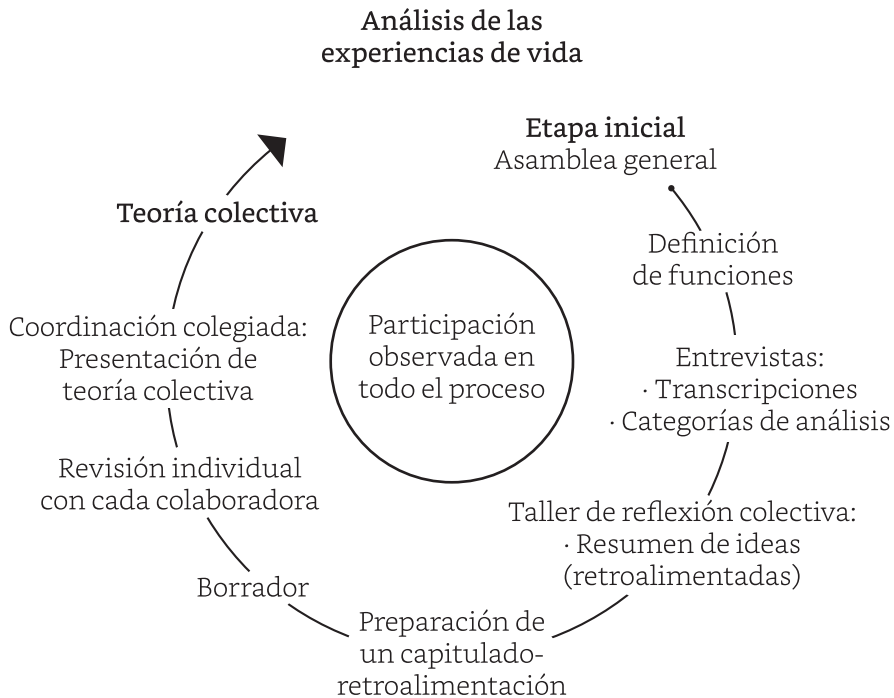 Análisis de las
experiencias de vida
Etapa inicial
Asamblea general
Definición
de funciones
Entrevistas:
· Transcripciones
· Categorías de análisis
Taller de reflexión colectiva:
· Resumen de ideas
(retroalimentadas)
Preparación de
un capitulado-
retroalimentación
Borrador
Revisión individual
con cada colaboradora
Coordinación colegiada:
Presentación de
teoría colectiva
Teoría colectiva
Participación
observada en
todo el proceso